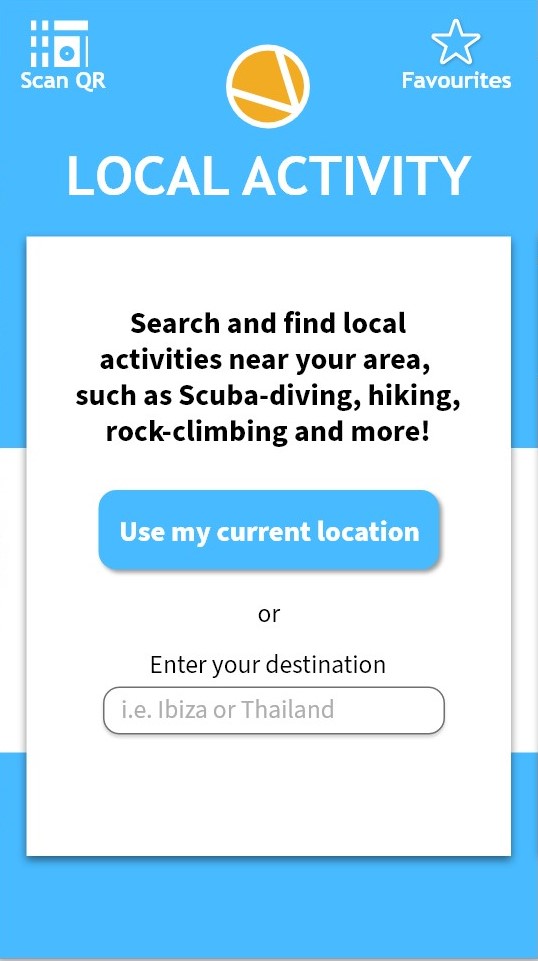 Scan QR
Favourites
LOCAL ACTIVITY
Search and find local
activities near your area,
such as Scuba-diving, hiking,
rock-climbing and more!
Use my current location
or
Enter your destination
i.e. Ibiza or Thailand